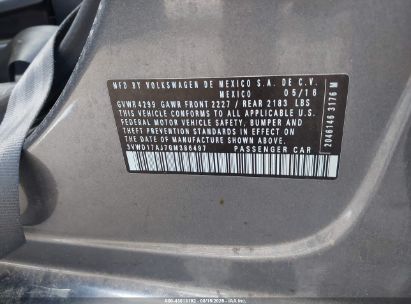 MFD BY VOLKSWAGEN DE MEXICO S.A. DE C.V.
MEXICO 05/16
GVWR 4299 GAWR FRONT 2227 / REAR 2183 LBS
THIS VEHICLE CONFORMS TO ALL APPLICABLE
FEDERAL MOTOR VEHICLE SAFETY, BUMPER AND
THEFT PREVENTION STANDARDS IN EFFECT ON
THE DATE OF MANUFACTURE SHOWN ABOVE.
3VWD17AJ7GM386497 PASSENGER CAR
2046146 3176 M